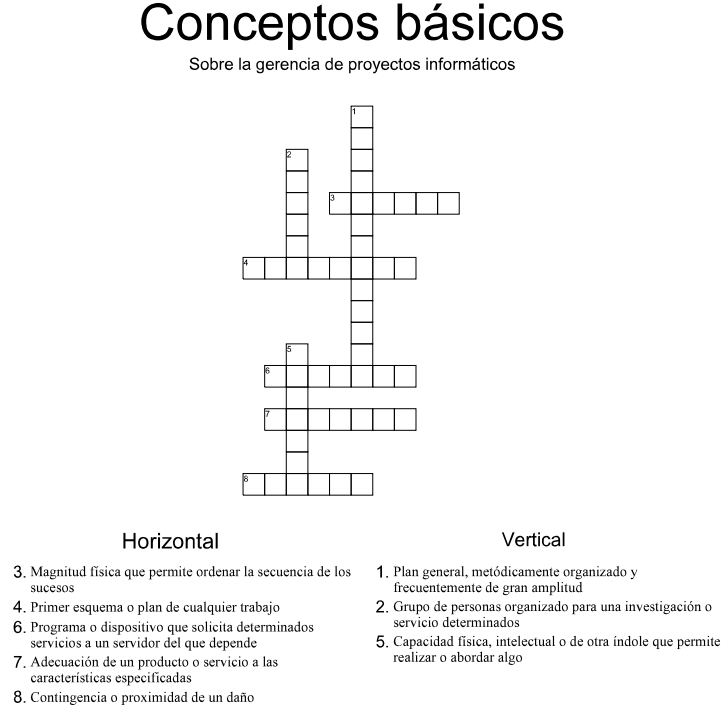 Conceptos básicos
Sobre la gerencia de proyectos informáticos
1
2
3
4
5
6
7
8
Horizontal
3. Magnitud física que permite ordenar la secuencia de los
sucesos
4. Primer esquema o plan de cualquier trabajo
6. Programa o dispositivo que solicita determinados
servicios a un servidor del que depende
7. Adecuación de un producto o servicio a las
características especificadas
8. Contingencia o proximidad de un daño
Vertical
1. Plan general, metódicamente organizado y
frecuentemente de gran amplitud
2. Grupo de personas organizado para una investigación o
servicio determinados
5. Capacidad física, intelectual o de otra índole que permite
realizar o abordar algo